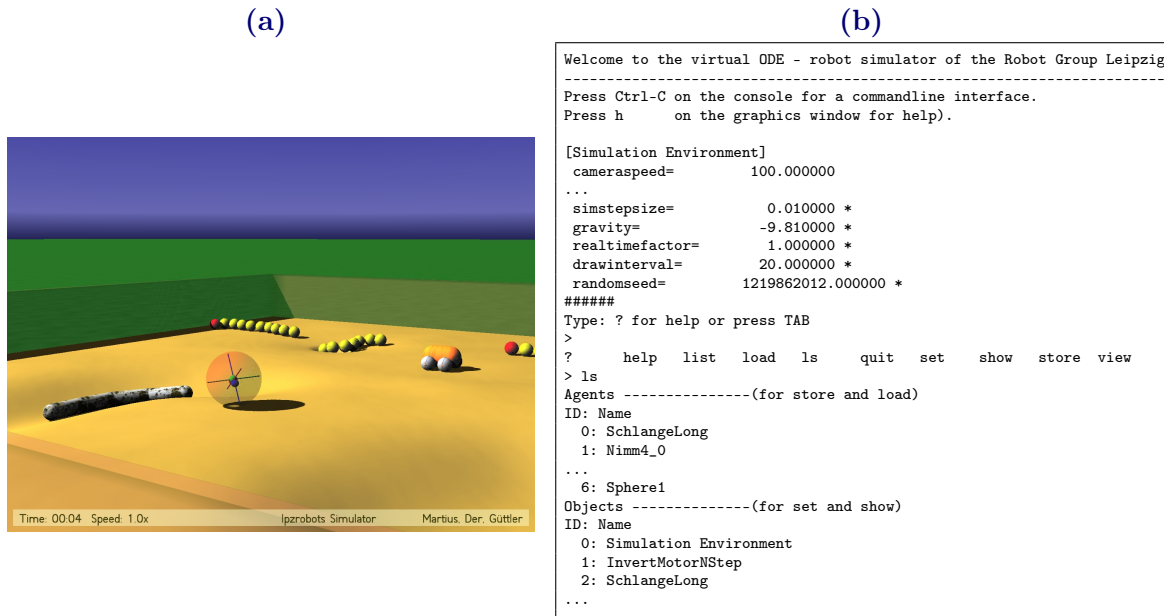 (a)
Time: 00:04 Speed: 1.0x lpzrobots Simulator Martius, Der, Güttler
(b)
Welcome to the virtual ODE - robot simulator of the Robot Group Leipzig
------------------------------------------------------------------------
Press Ctrl-C on the console for a commandline interface.
Press h      on the graphics window for help).
[Simulation Environment]
 cameraspeed=         100.000000
...
 simstepsize=           0.010000 *
 gravity=              -9.810000 *
 realtimefactor=        1.000000 *
 drawinterval=         20.000000 *
 randomseed=         1219862012.000000 *
######
Type: ? for help or press TAB
>
?      help   list   load   ls     quit   set    show   store view
> ls
Agents ---------------(for store and load)
ID: Name
  0: SchlangeLong
  1: Nimm4_0
...
  6: Sphere1
Objects --------------(for set and show)
ID: Name
  0: Simulation Environment
  1: InvertMotorNStep
  2: SchlangeLong
...